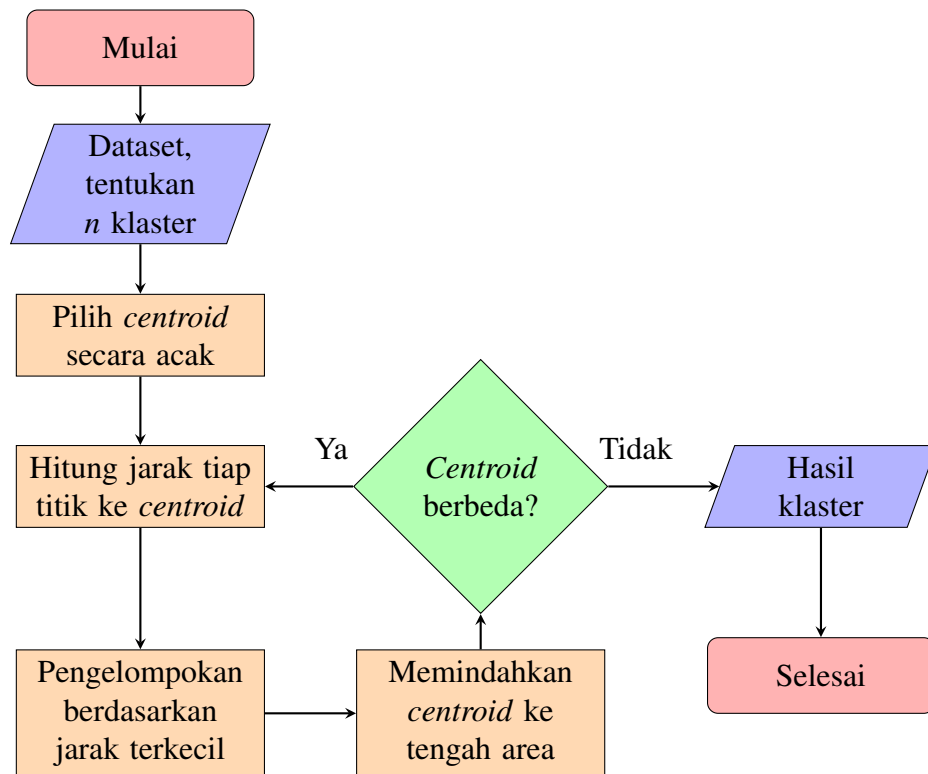 Mulai
Dataset,
tentukan
n klaster
Pilih centroid
secara acak
Hitung jarak tiap
titik ke centroid
Pengelompokan
berdasarkan
jarak terkecil
Memindahkan
centroid ke
tengah area
Centroid
berbeda?
Ya
Tidak
Hasil
klaster
Selesai